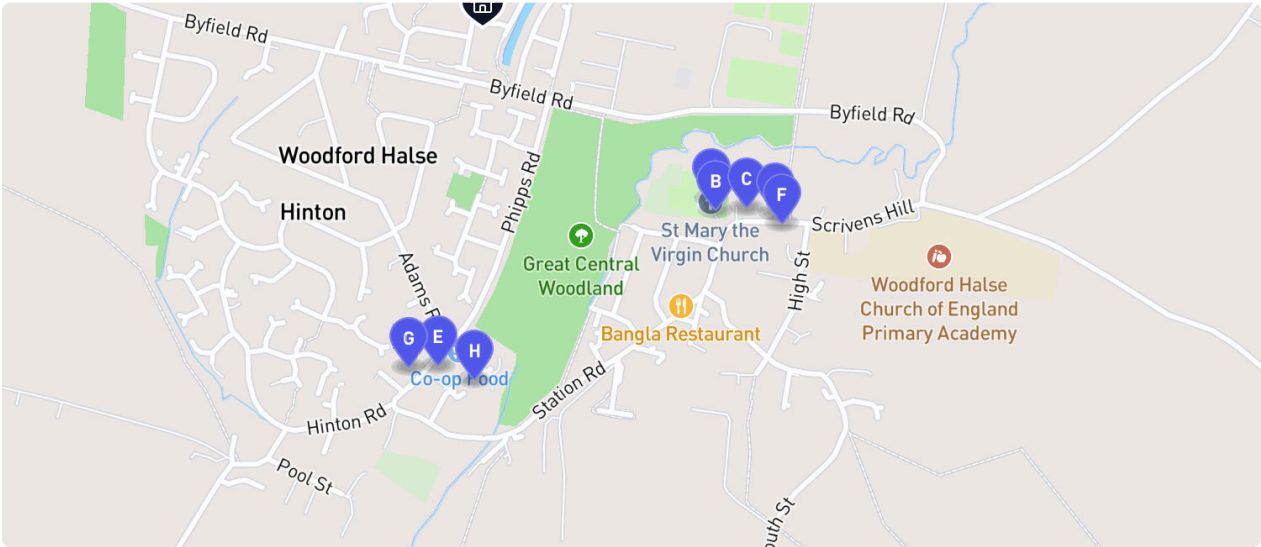 Byfield Rd
Byfield Rd
Byfield Rd
Woodford Halse
Hinton
Phipps Rd
B
C
F
Scrivens Hill
St Mary the
Virgin Church
Great Central
Woodland
High St
Woodford Halse
Church of England
Primary Academy
Adams R
Bangla Restaurant
G
E
H
Co-op Food
Station Rd
Hinton Rd
Pool St
outh St